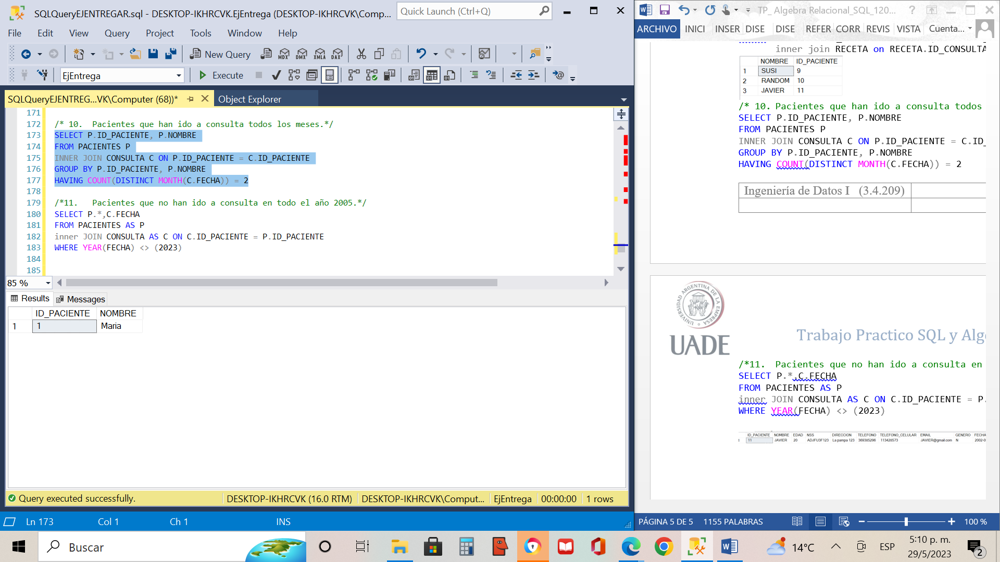 SQLQueryEJENTREGAR.sql - DESKTOP-IKHRCVK.EjEntrega (DESKTOP-IKHRCVK\Comp...
Quick Launch (Ctrl+Q)
File Edit View Query Project Tools Window Help
New Query
MDX DMX XMLA DAX
EjEntrega
Execute
SQLQueryEJENTREG...VK\Computer (68))*
Object Explorer
171
172 /* 10. Pacientes que han ido a consulta todos los meses.*/
173 SELECT P.ID_PACIENTE, P.NOMBRE
174 FROM PACIENTES P
175 INNER JOIN CONSULTA C ON P.ID_PACIENTE = C.ID_PACIENTE
176 GROUP BY P.ID_PACIENTE, P.NOMBRE
177 HAVING COUNT(DISTINCT MONTH(C.FECHA)) = 2
178
179 /*11. Pacientes que no han ido a consulta en todo el año 2005.*/
180 SELECT P.*,C.FECHA
181 FROM PACIENTES AS P
182 inner JOIN CONSULTA AS C ON C.ID_PACIENTE = P.ID_PACIENTE
183 WHERE YEAR(FECHA) <> (2023)
184
185
85 %
Results Messages
ID_PACIENTE NOMBRE
1 1 Maria
Query executed successfully. DESKTOP-IKHRCVK (16.0 RTM) DESKTOP-IKHRCVK\Comput... EjEntrega 00:00:00 1 rows
Ln 173 Col 1 Ch 1 INS
TP_ Algebra Relacional_SQL_120...
ARCHIVO INICI INSER DISE DISE REFER CORR REVIS VISTA Cuenta...
inner join RECETA on RECETA.ID_CONSULTA
NOMBRE ID_PACIENTE
1 SUSI 9
2 RANDOM 10
3 JAVIER 11
/* 10. Pacientes que han ido a consulta todos
SELECT P.ID_PACIENTE, P.NOMBRE
FROM PACIENTES P
INNER JOIN CONSULTA C ON P.ID_PACIENTE = C.ID_
GROUP BY P.ID_PACIENTE, P.NOMBRE
HAVING COUNT(DISTINCT MONTH(C.FECHA)) = 2
Ingeniería de Datos I (3.4.209)
UNIVERSIDAD ARGENTINA DE LA EMPRESA
UADE
Trabajo Practico SQL y Alg
/*11. Pacientes que no han ido a consulta en
SELECT P.*,C.FECHA
FROM PACIENTES AS P
inner JOIN CONSULTA AS C ON C.ID_PACIENTE = P.
WHERE YEAR(FECHA) <> (2023)
ID_PACIENTE NOMBRE EDAD NSS DIRECCION TELEFONO TELEFONO_CELULAR EMAIL GENERO FECHA
11 JAVIER 20 ADJFU3F123 La pampa 123 369385296 113428573 JAVIER@gmail.com N 2002-0
PÁGINA 5 DE 5 1155 PALABRAS 100 %
Buscar
14°C
ESP
5:10 p. m.
29/5/2023
2